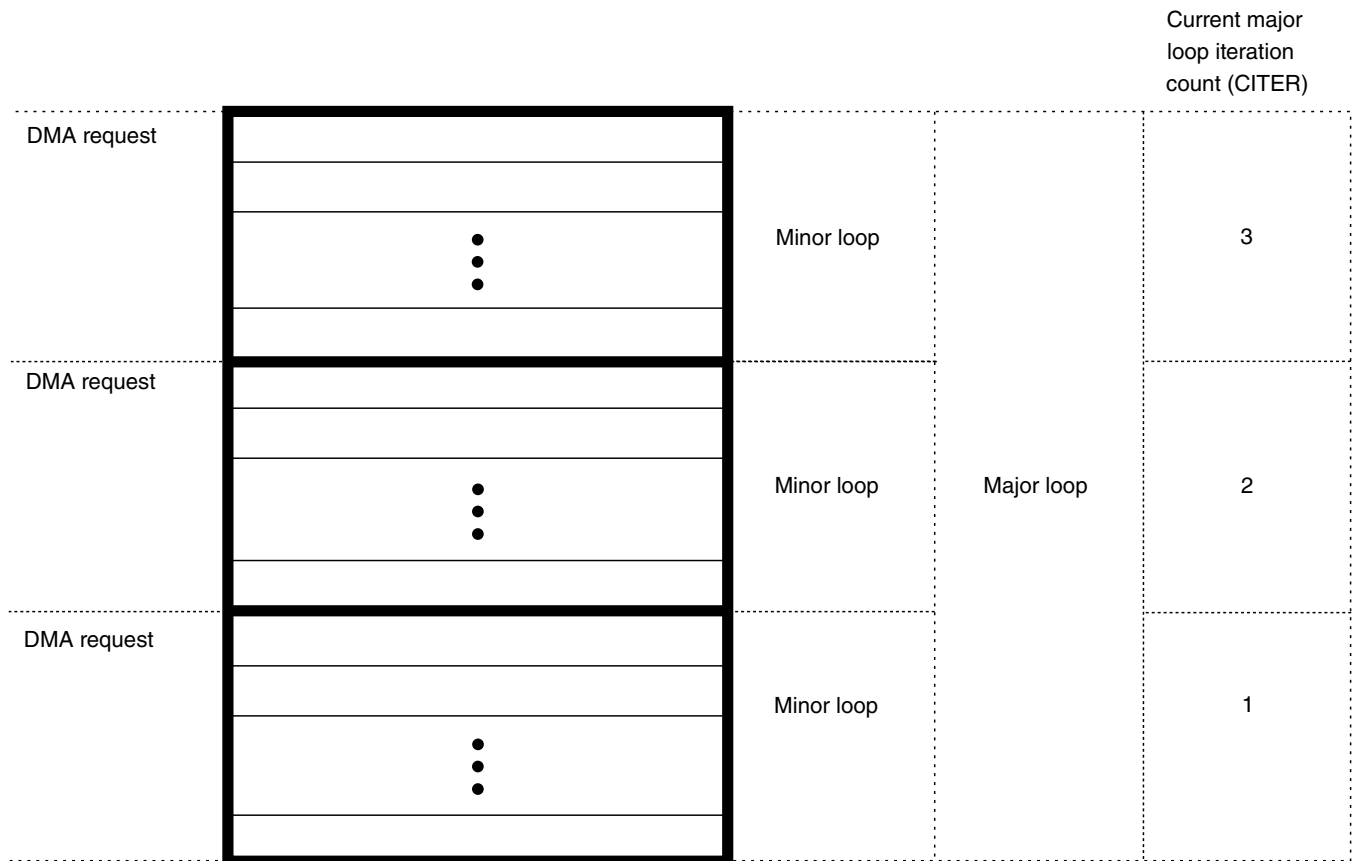 Current major
loop iteration
count (CITER)
DMA request
Minor loop
3
DMA request
Minor loop
Major loop
2
DMA request
Minor loop
1